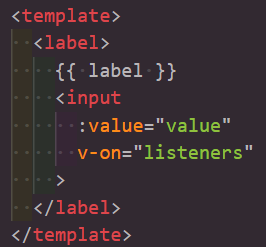 <template>
  <label>
    {{ label }}
    <input
      :value="value"
      v-on="listeners"
    >
  </label>
</template>